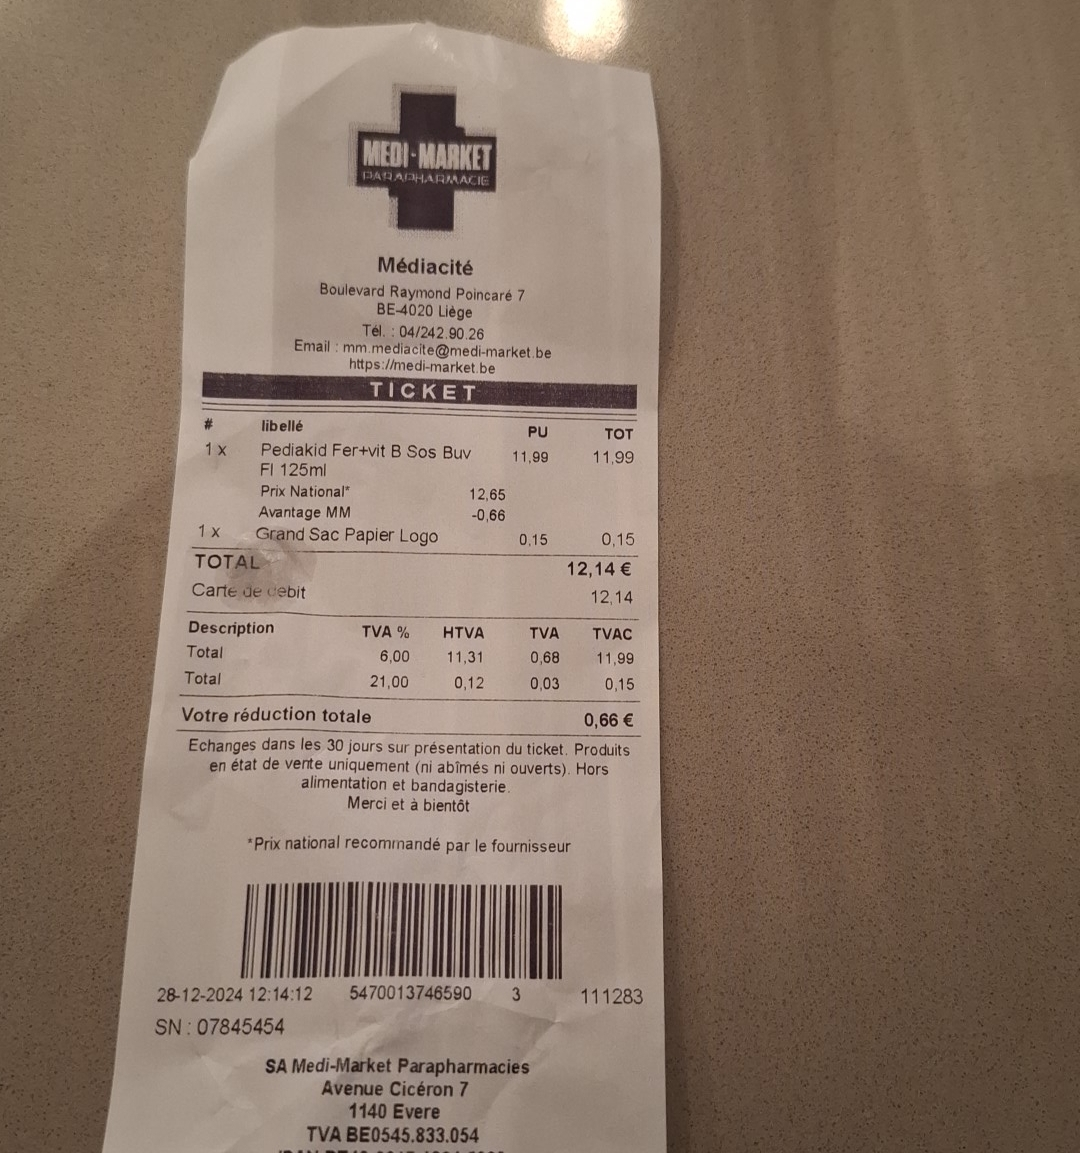 MEDI-MARKET
PARAPHARMACIE
Médiacité
Boulevard Raymond Poincaré 7
BE-4020 Liège
Tél. : 04/242.90.26
Email : mm.mediacite@medi-market.be
https://medi-market.be
TICKET
# libellé PU TOT
1 x Pediakid Fer+vit B Sos Buv 11,99 11,99
Fl 125ml
Prix National* 12,65
Avantage MM -0,66
1 x Grand Sac Papier Logo 0,15 0,15
TOTAL 12,14 €
Carte de debit 12,14
Description TVA % HTVA TVA TVAC
Total 6,00 11,31 0,68 11,99
Total 21,00 0,12 0,03 0,15
Votre réduction totale 0,66 €
Echanges dans les 30 jours sur présentation du ticket. Produits
en état de vente uniquement (ni abîmés ni ouverts). Hors
alimentation et bandagisterie.
Merci et à bientôt
*Prix national recommandé par le fournisseur
28-12-2024 12:14:12 5470013746590 3 111283
SN : 07845454
SA Medi-Market Parapharmacies
Avenue Cicéron 7
1140 Evere
TVA BE0545.833.054